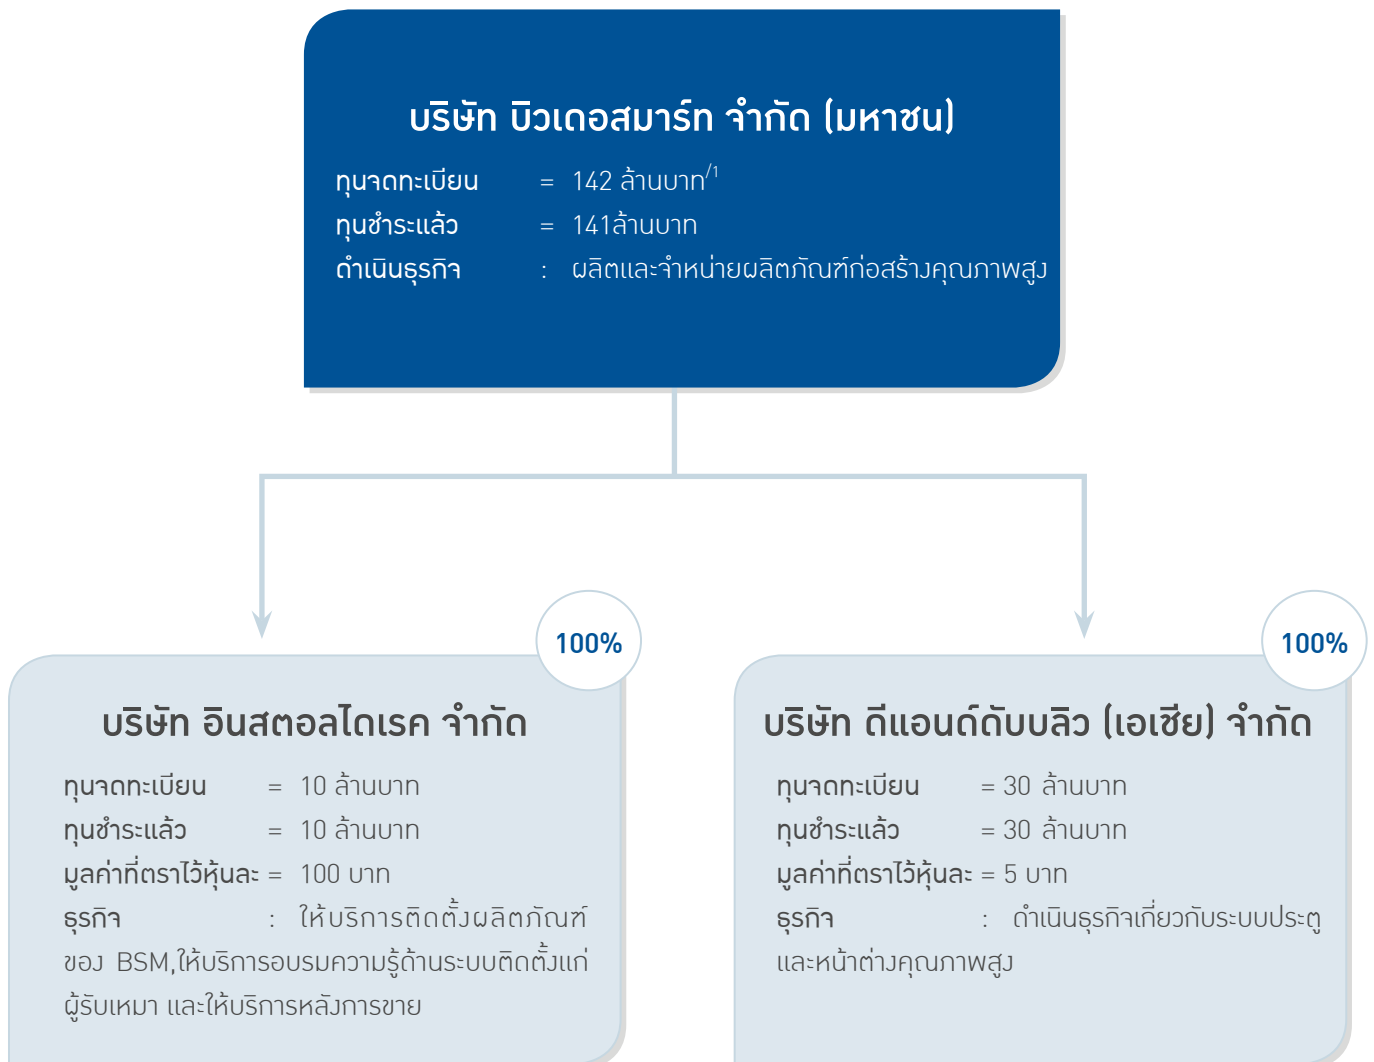 บริษัท บิวเดอสมาร์ท จำกัด (มหาชน)
ทุนจดทะเบียน = 142 ล้านบาท/1
ทุนชำระแล้ว = 141ล้านบาท
ดำเนินธุรกิจ : ผลิตและจำหน่ายผลิตภัณฑ์ก่อสร้างคุณภาพสูง
100%
บริษัท อินสตอลไดเรค จำกัด
ทุนจดทะเบียน = 10 ล้านบาท
ทุนชำระแล้ว = 10 ล้านบาท
มูลค่าที่ตราไว้หุ้นละ = 100 บาท
ธุรกิจ : ให้บริการติดตั้งผลิตภัณฑ์
ของ BSM,ให้บริการอบรมความรู้ด้านระบบติดตั้งแก่
ผู้รับเหมา และให้บริการหลังการขาย
100%
บริษัท ดีแอนด์ดับบลิว (เอเชีย) จำกัด
ทุนจดทะเบียน = 30 ล้านบาท
ทุนชำระแล้ว = 30 ล้านบาท
มูลค่าที่ตราไว้หุ้นละ = 5 บาท
ธุรกิจ : ดำเนินธุรกิจเกี่ยวกับระบบประตู
และหน้าต่างคุณภาพสูง